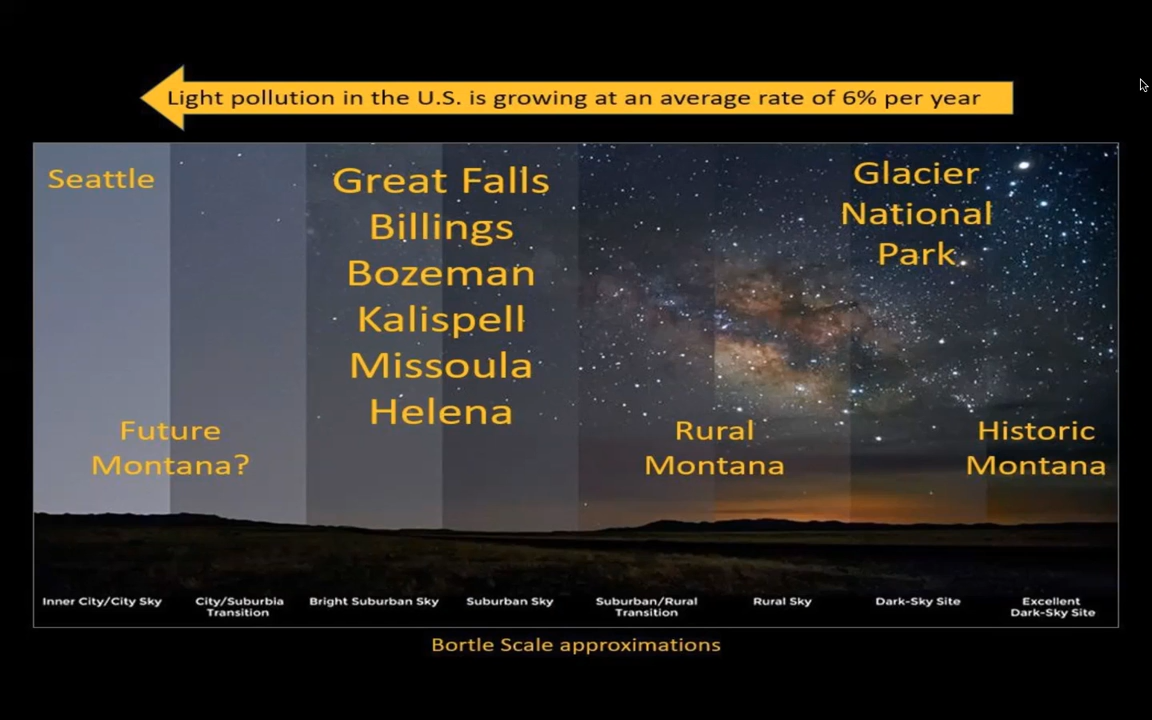 Light pollution in the U.S. is growing at an average rate of 6% per year
Seattle
Great Falls
Billings
Bozeman
Kalispell
Missoula
Helena
Glacier
National
Park
Future
Montana?
Rural
Montana
Historic
Montana
Inner City/City Sky
City/Suburbia
Transition
Bright Suburban Sky
Suburban Sky
Suburban/Rural
Transition
Rural Sky
Dark-Sky Site
Excellent
Dark-Sky Site
Bortle Scale approximations